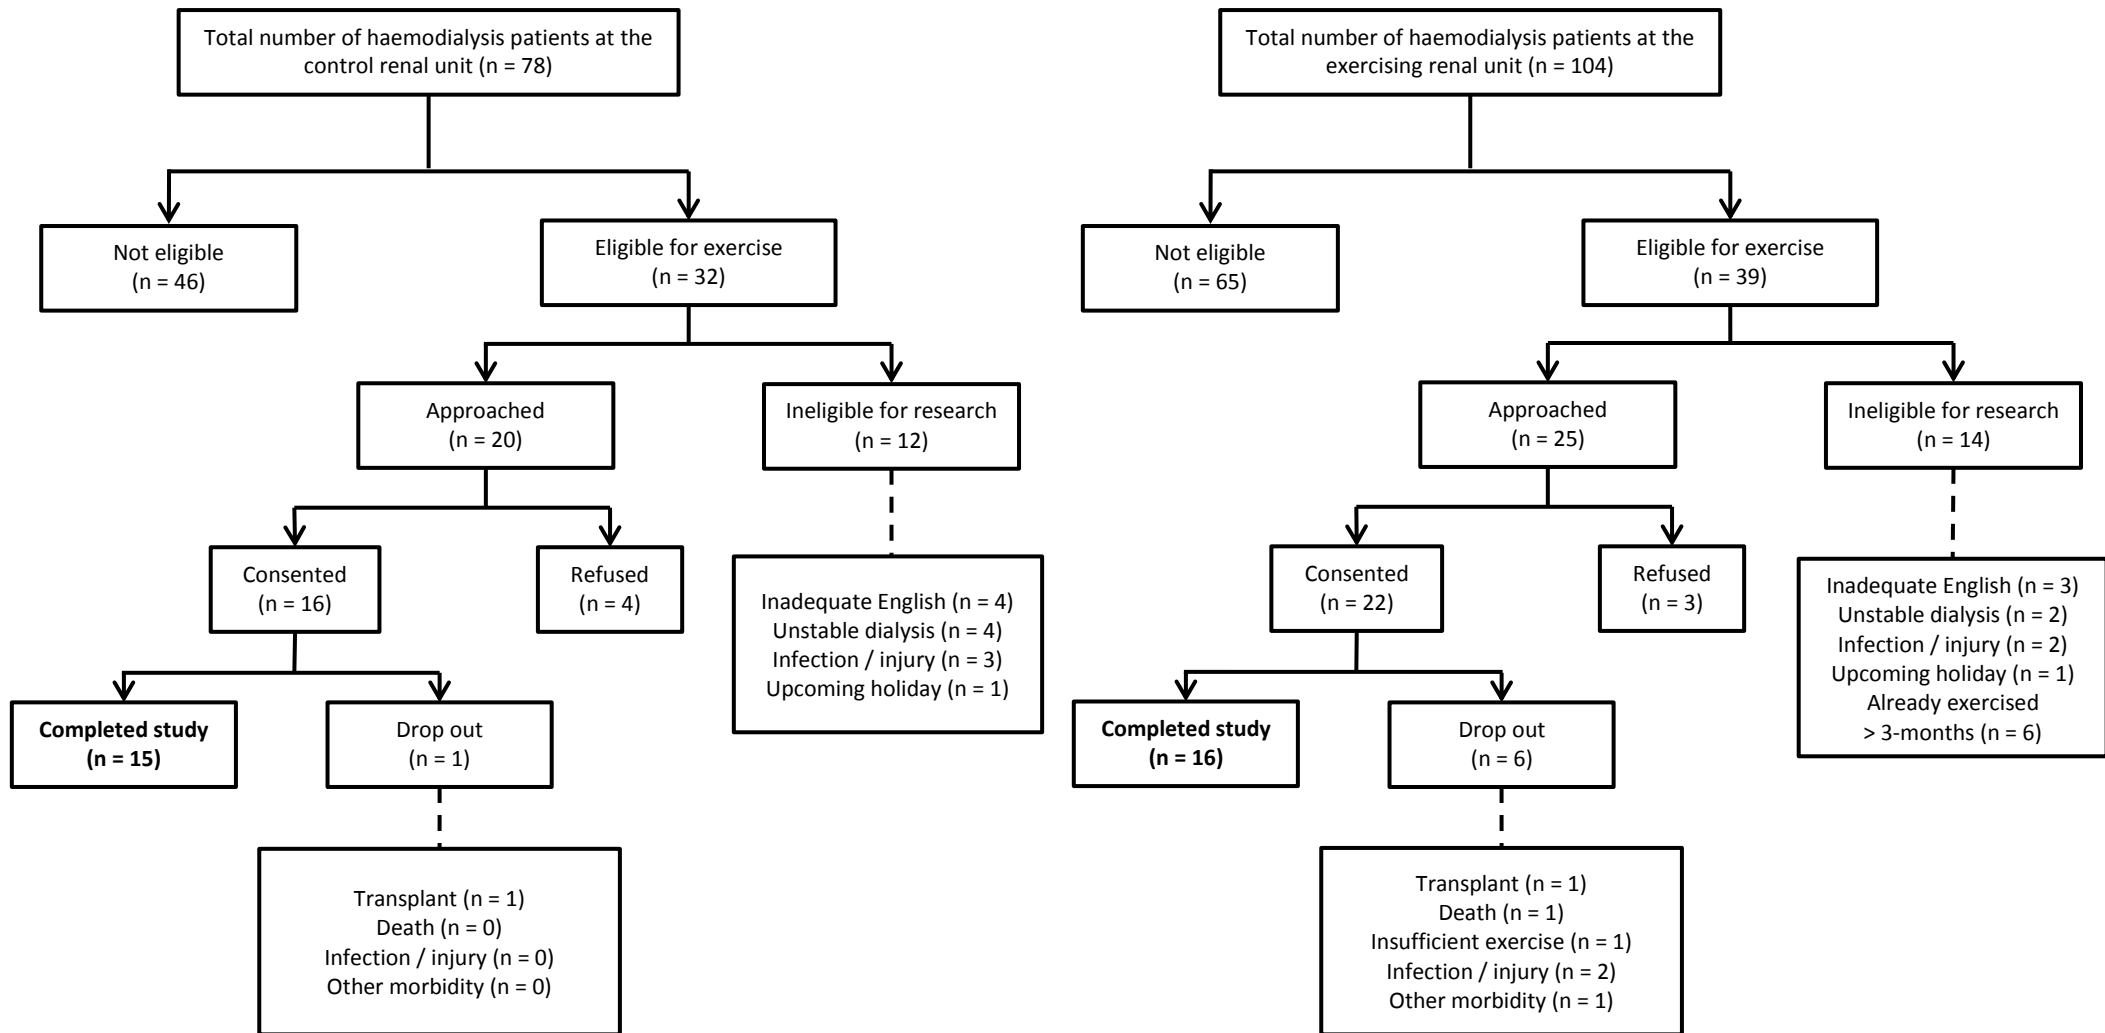 Total number of haemodialysis patients at the
control renal unit (n = 78)
Not eligible
(n = 46)
Eligible for exercise
(n = 32)
Approached
(n = 20)
Ineligible for research
(n = 12)
Consented
(n = 16)
Refused
(n = 4)
Inadequate English (n = 4)
Unstable dialysis (n = 4)
Infection / injury (n = 3)
Upcoming holiday (n = 1)
Completed study
(n = 15)
Drop out
(n = 1)
Transplant (n = 1)
Death (n = 0)
Infection / injury (n = 0)
Other morbidity (n = 0)
Total number of haemodialysis patients at the
exercising renal unit (n = 104)
Not eligible
(n = 65)
Eligible for exercise
(n = 39)
Approached
(n = 25)
Ineligible for research
(n = 14)
Consented
(n = 22)
Refused
(n = 3)
Inadequate English (n = 3)
Unstable dialysis (n = 2)
Infection / injury (n = 2)
Upcoming holiday (n = 1)
Already exercised
> 3-months (n = 6)
Completed study
(n = 16)
Drop out
(n = 6)
Transplant (n = 1)
Death (n = 1)
Insufficient exercise (n = 1)
Infection / injury (n = 2)
Other morbidity (n = 1)